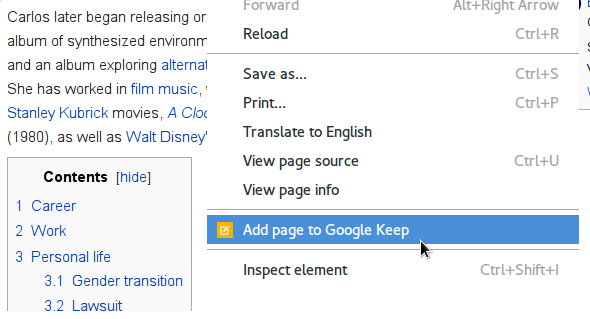 Carlos later began releasing or
album of synthesized environm
and an album exploring alternat
She has worked in film music,
Stanley Kubrick movies, A Cloc
(1980), as well as Walt Disney'
Contents [hide]
1 Career
2 Work
3 Personal life
3.1 Gender transition
3.2 Lawsuit
Forward Alt+Right Arrow
Reload Ctrl+R
Save as... Ctrl+S
Print... Ctrl+P
Translate to English
View page source Ctrl+U
View page info
Add page to Google Keep
Inspect element Ctrl+Shift+I